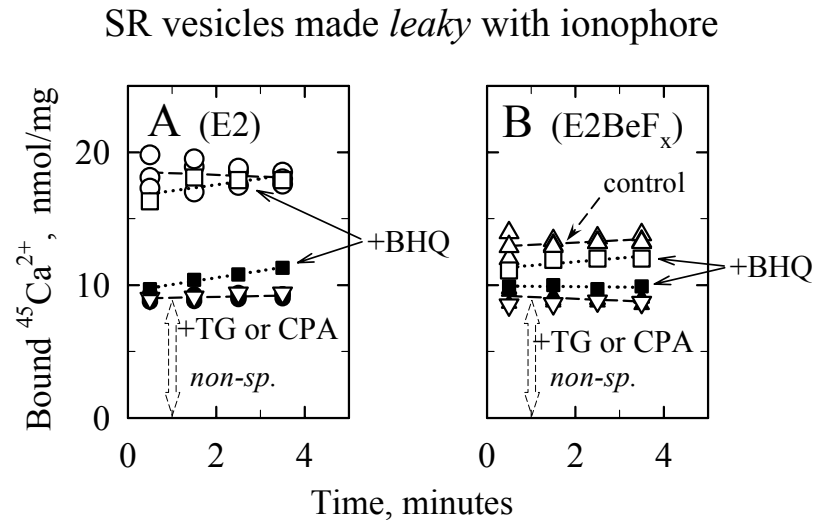 SR vesicles made leaky with ionophore
Bound ⁴⁵Ca²⁺, nmol/mg
20
10
0
A (E2)
+BHQ
+TG or CPA
non-sp.
0 2 4
B (E2BeFₓ)
control
+BHQ
+TG or CPA
non-sp.
0 2 4
Time, minutes